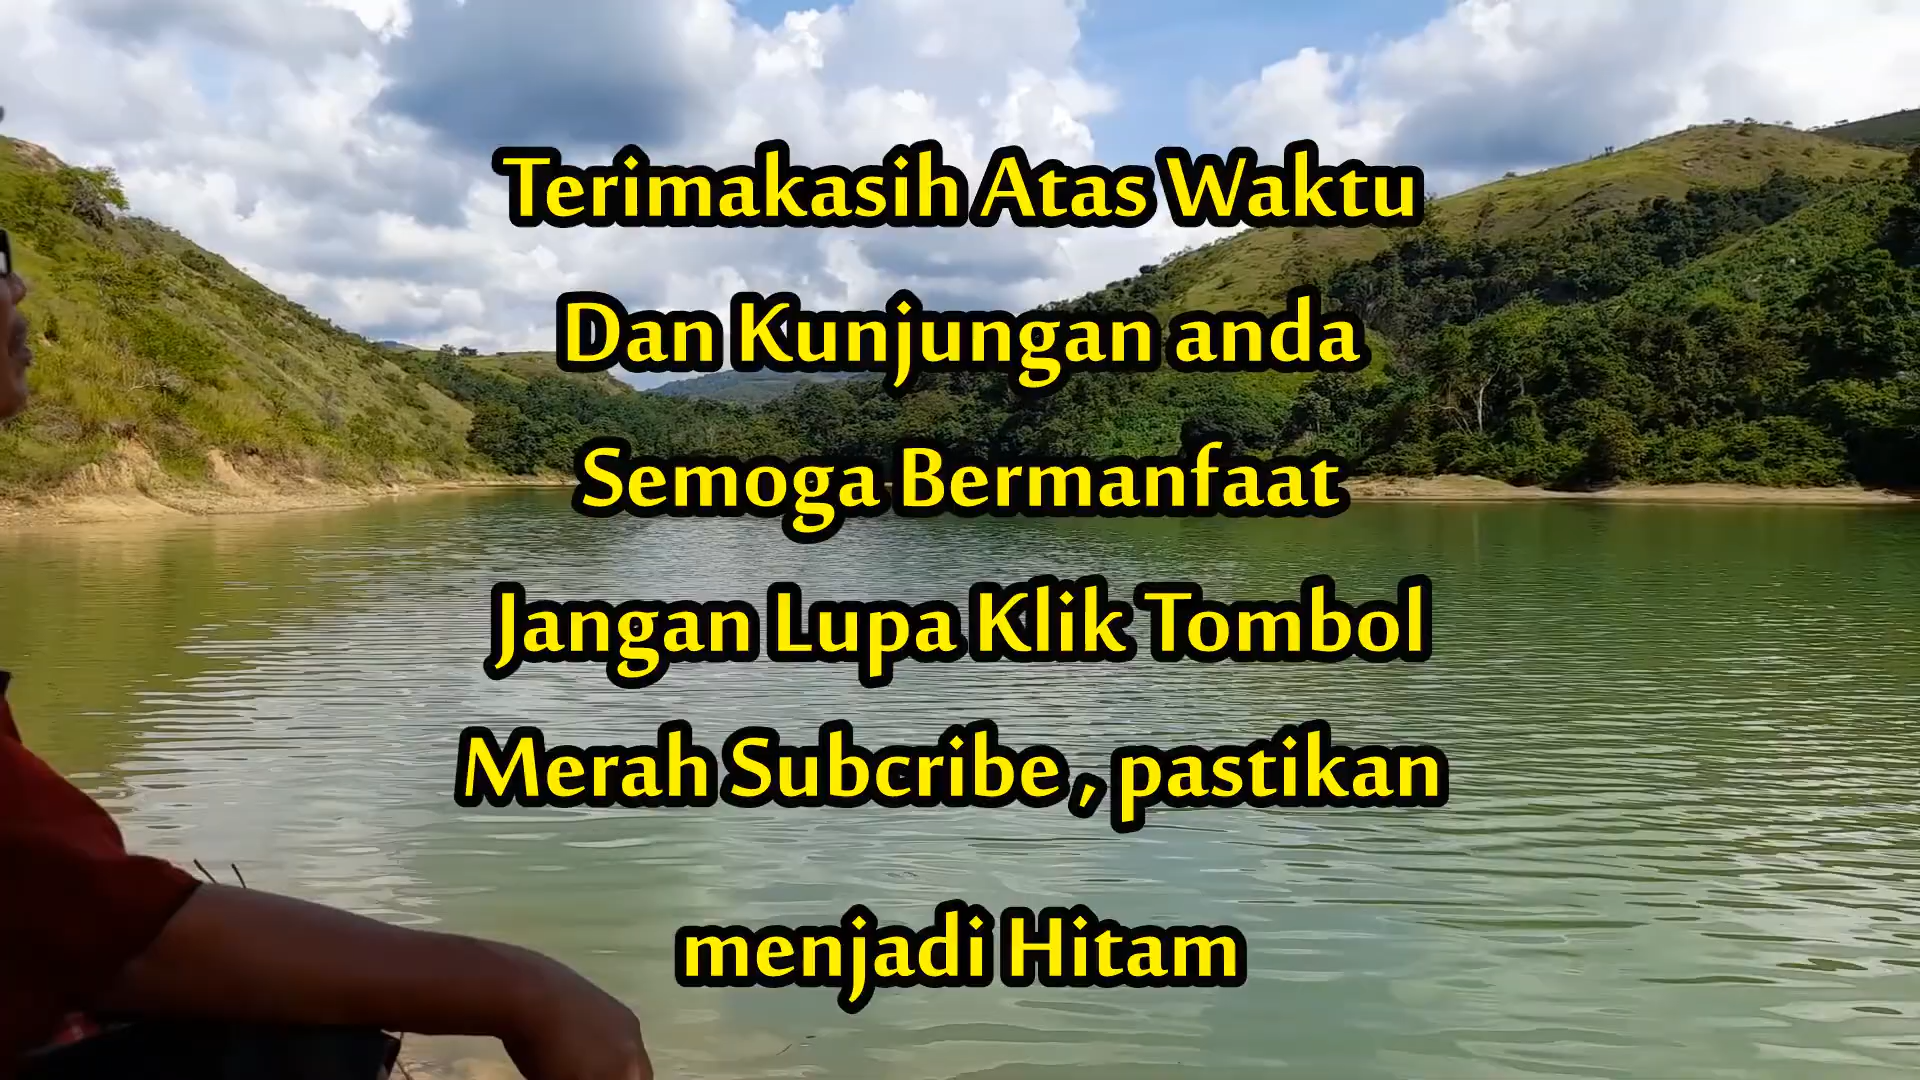 Terimakasih Atas Waktu
Dan Kunjungan anda
Semoga Bermanfaat
Jangan Lupa Klik Tombol
Merah Subcribe , pastikan
menjadi Hitam